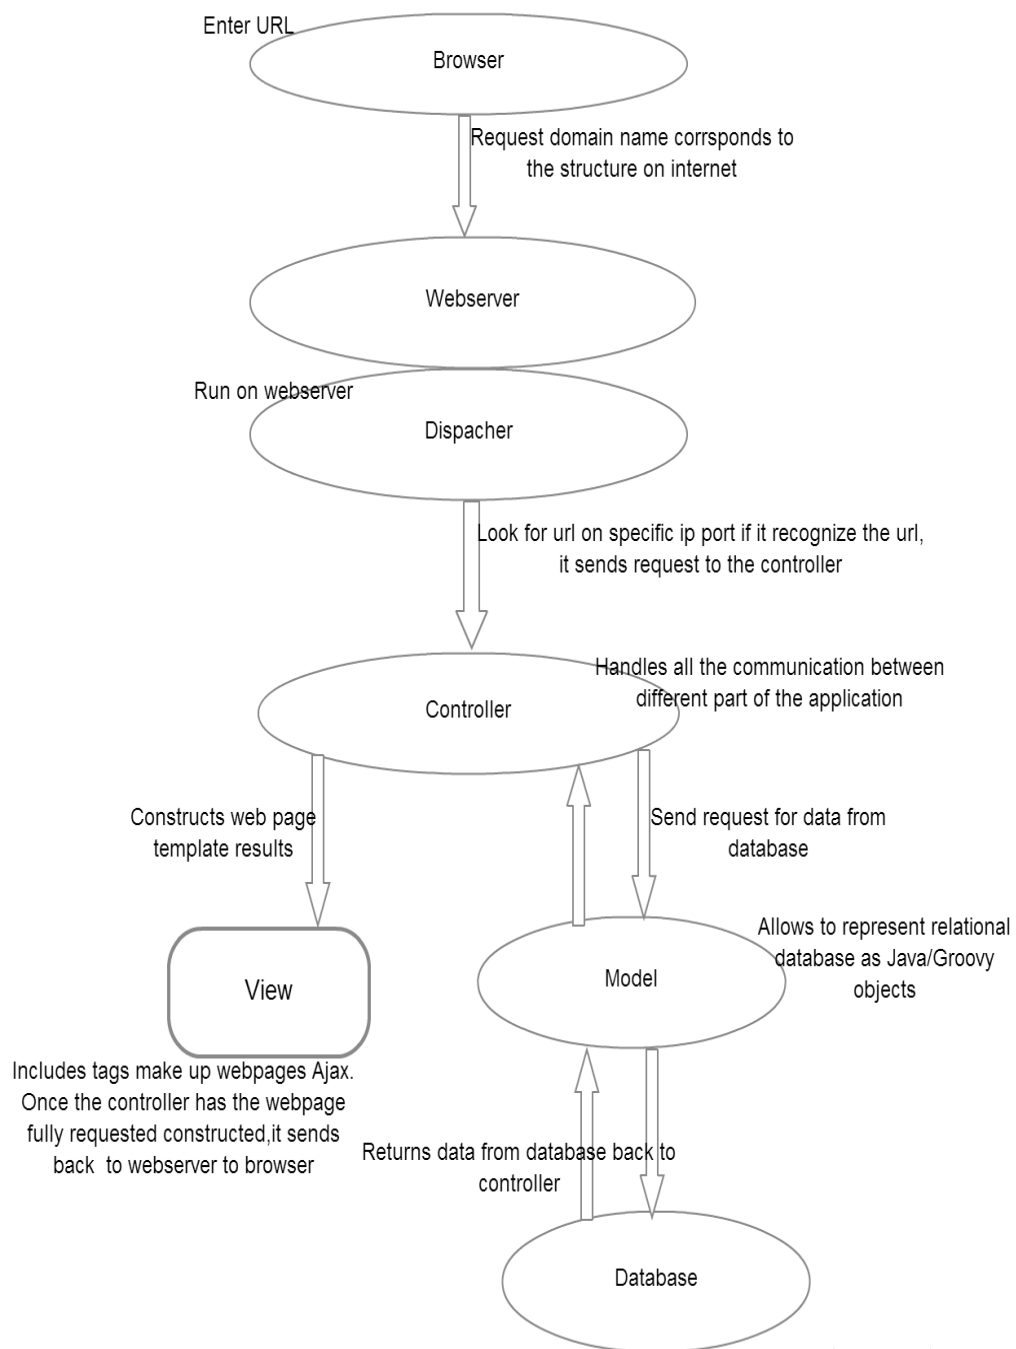 Enter URL
Browser
Request domain name corrsponds to
the structure on internet
Webserver
Run on webserver
Dispacher
Look for url on specific ip port if it recognize the url,
it sends request to the controller
Handles all the communication between
different part of the application
Controller
Constructs web page
template results
Send request for data from
database
Allows to represent relational
database as Java/Groovy
objects
Model
View
Includes tags make up webpages Ajax.
Once the controller has the webpage
fully requested constructed,it sends
back  to webserver to browser
Returns data from database back to
controller
Database